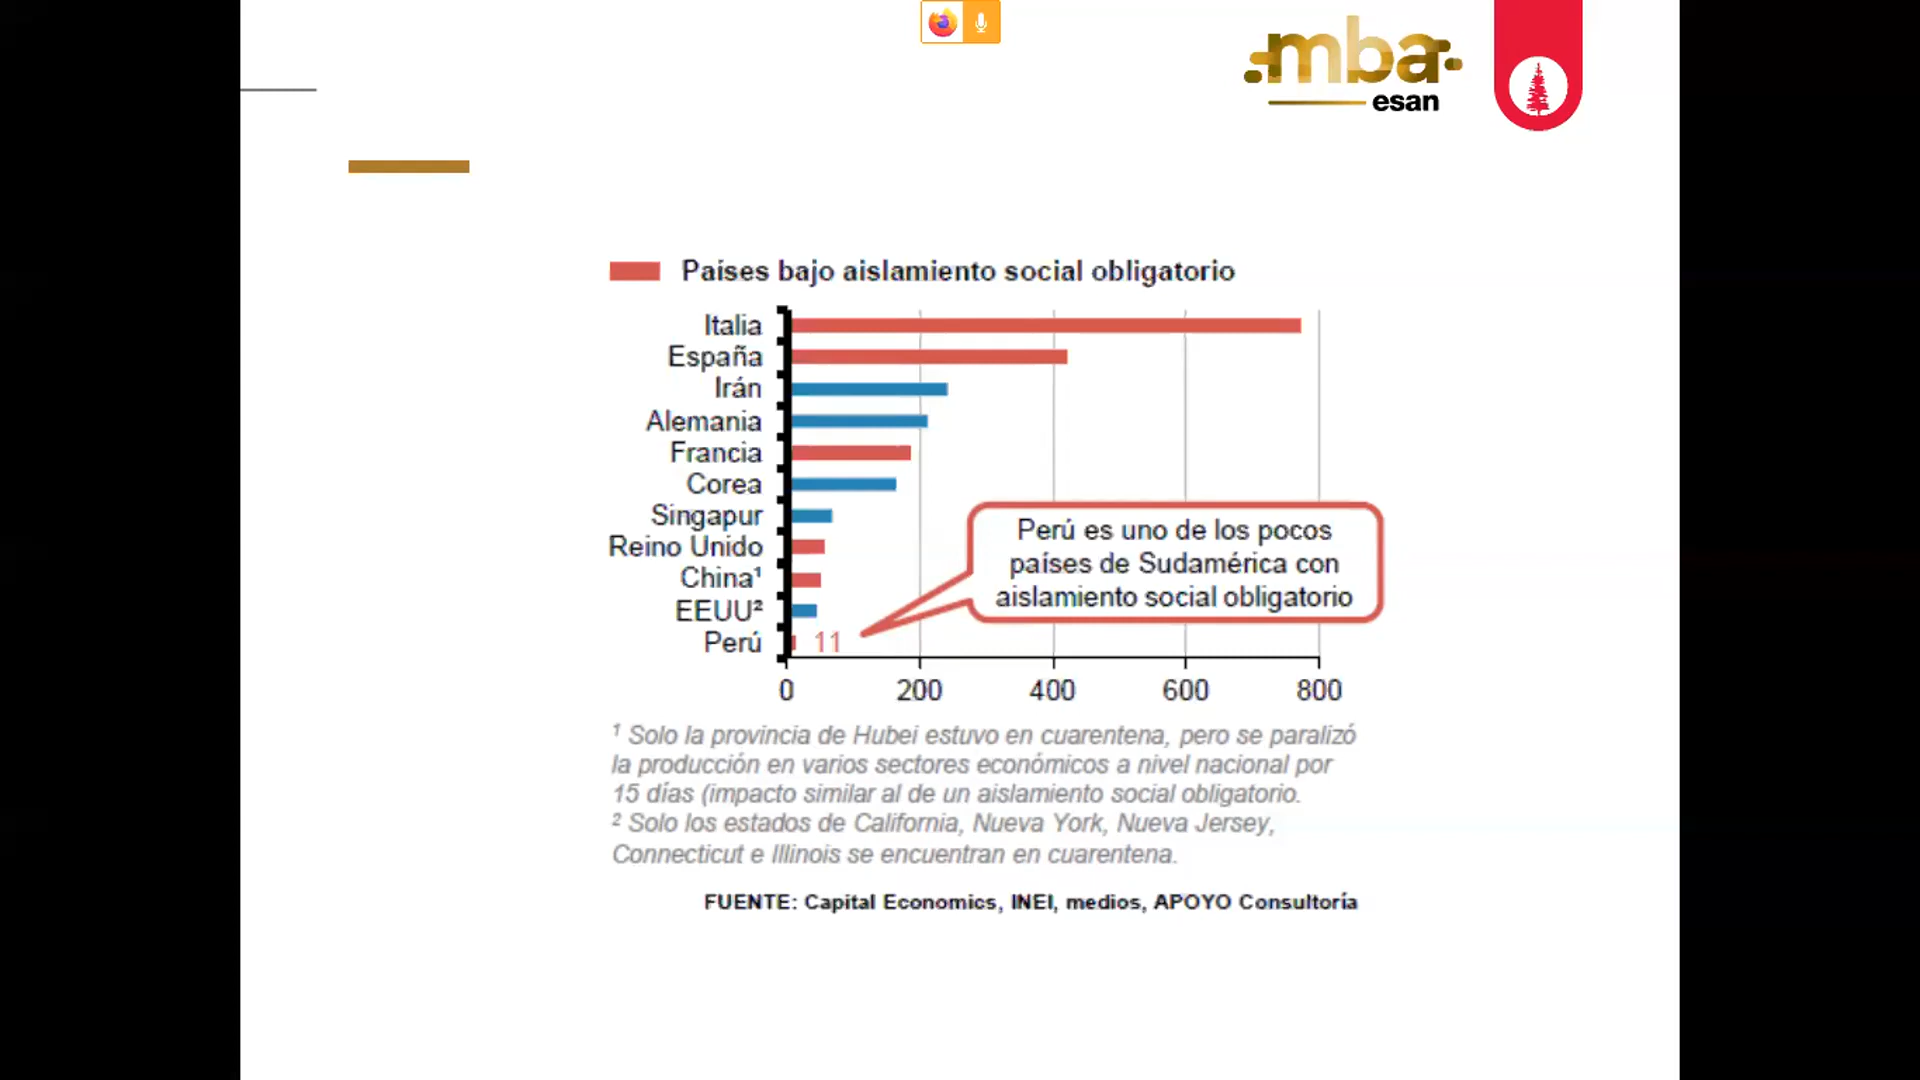 mba
esan
Países bajo aislamiento social obligatorio
Italia
España
Irán
Alemania
Francia
Corea
Singapur
Reino Unido
China¹
EEUU²
Perú 11
Perú es uno de los pocos
países de Sudamérica con
aislamiento social obligatorio
0 200 400 600 800
¹ Solo la provincia de Hubei estuvo en cuarentena, pero se paralizó
la producción en varios sectores económicos a nivel nacional por
15 días (impacto similar al de un aislamiento social obligatorio.
² Solo los estados de California, Nueva York, Nueva Jersey,
Connecticut e Illinois se encuentran en cuarentena.
FUENTE: Capital Economics, INEI, medios, APOYO Consultoría